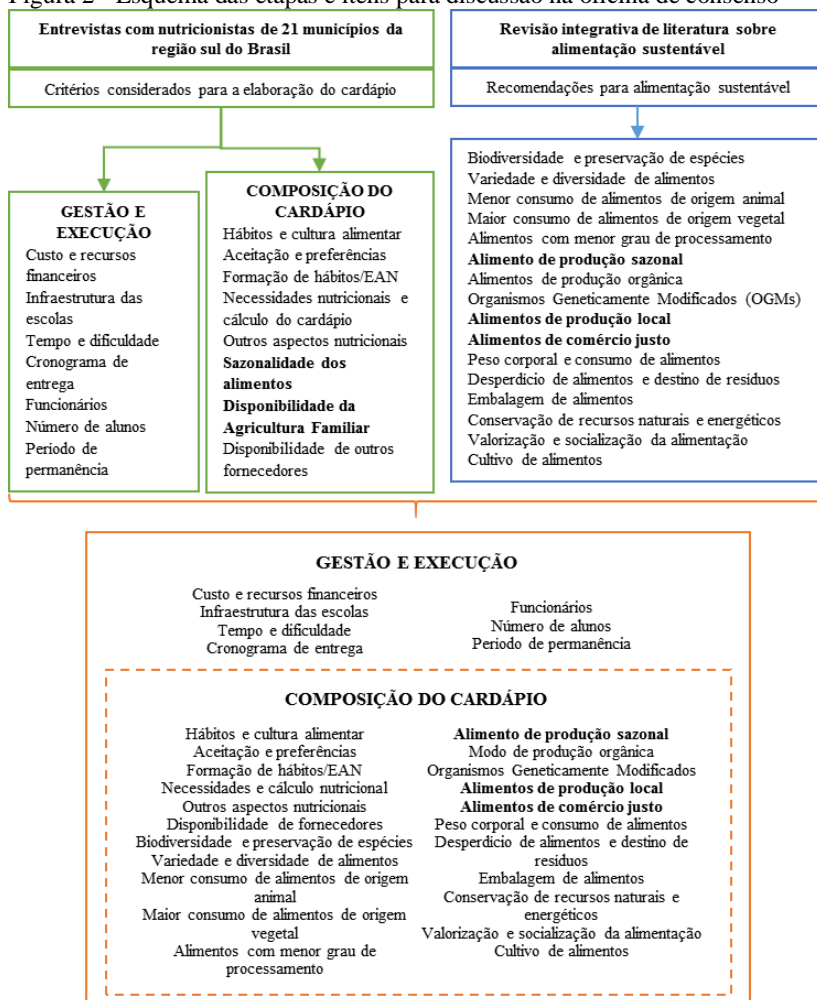 Figura 2 - Esquema das etapas e itens para discussão na oficina de consenso
Entrevistas com nutricionistas de 21 municípios da
região sul do Brasil
Critérios considerados para a elaboração do cardápio
Revisão integrativa de literatura sobre
alimentação sustentável
Recomendações para alimentação sustentável
GESTÃO E
EXECUÇÃO
Custo e recursos
financeiros
Infraestrutura das
escolas
Tempo e dificuldade
Cronograma de
entrega
Funcionários
Número de alunos
Período de
permanência
COMPOSIÇÃO DO
CARDÁPIO
Hábitos e cultura alimentar
Aceitação e preferências
Formação de hábitos/EAN
Necessidades nutricionais e
cálculo do cardápio
Outros aspectos nutricionais
Sazonalidade dos
alimentos
Disponibilidade da
Agricultura Familiar
Disponibilidade de outros
fornecedores
Biodiversidade e preservação de espécies
Variedade e diversidade de alimentos
Menor consumo de alimentos de origem animal
Maior consumo de alimentos de origem vegetal
Alimentos com menor grau de processamento
Alimento de produção sazonal
Alimentos de produção orgânica
Organismos Geneticamente Modificados (OGMs)
Alimentos de produção local
Alimentos de comércio justo
Peso corporal e consumo de alimentos
Desperdicio de alimentos e destino de resíduos
Embalagem de alimentos
Conservação de recursos naturais e energéticos
Valorização e socialização da alimentação
Cultivo de alimentos
GESTÃO E EXECUÇÃO
Custo e recursos financeiros
Infraestrutura das escolas
Tempo e dificuldade
Cronograma de entrega
Funcionários
Número de alunos
Período de permanência
COMPOSIÇÃO DO CARDÁPIO
Hábitos e cultura alimentar
Aceitação e preferências
Formação de hábitos/EAN
Necessidades e cálculo nutricional
Outros aspectos nutricionais
Disponibilidade de fornecedores
Biodiversidade e preservação de espécies
Variedade e diversidade de alimentos
Menor consumo de alimentos de origem
animal
Maior consumo de alimentos de origem
vegetal
Alimentos com menor grau de
processamento
Alimento de produção sazonal
Modo de produção orgânica
Organismos Geneticamente Modificados
Alimentos de produção local
Alimentos de comércio justo
Peso corporal e consumo de alimentos
Desperdicio de alimentos e destino de
resíduos
Embalagem de alimentos
Conservação de recursos naturais e
energéticos
Valorização e socialização da alimentação
Cultivo de alimentos